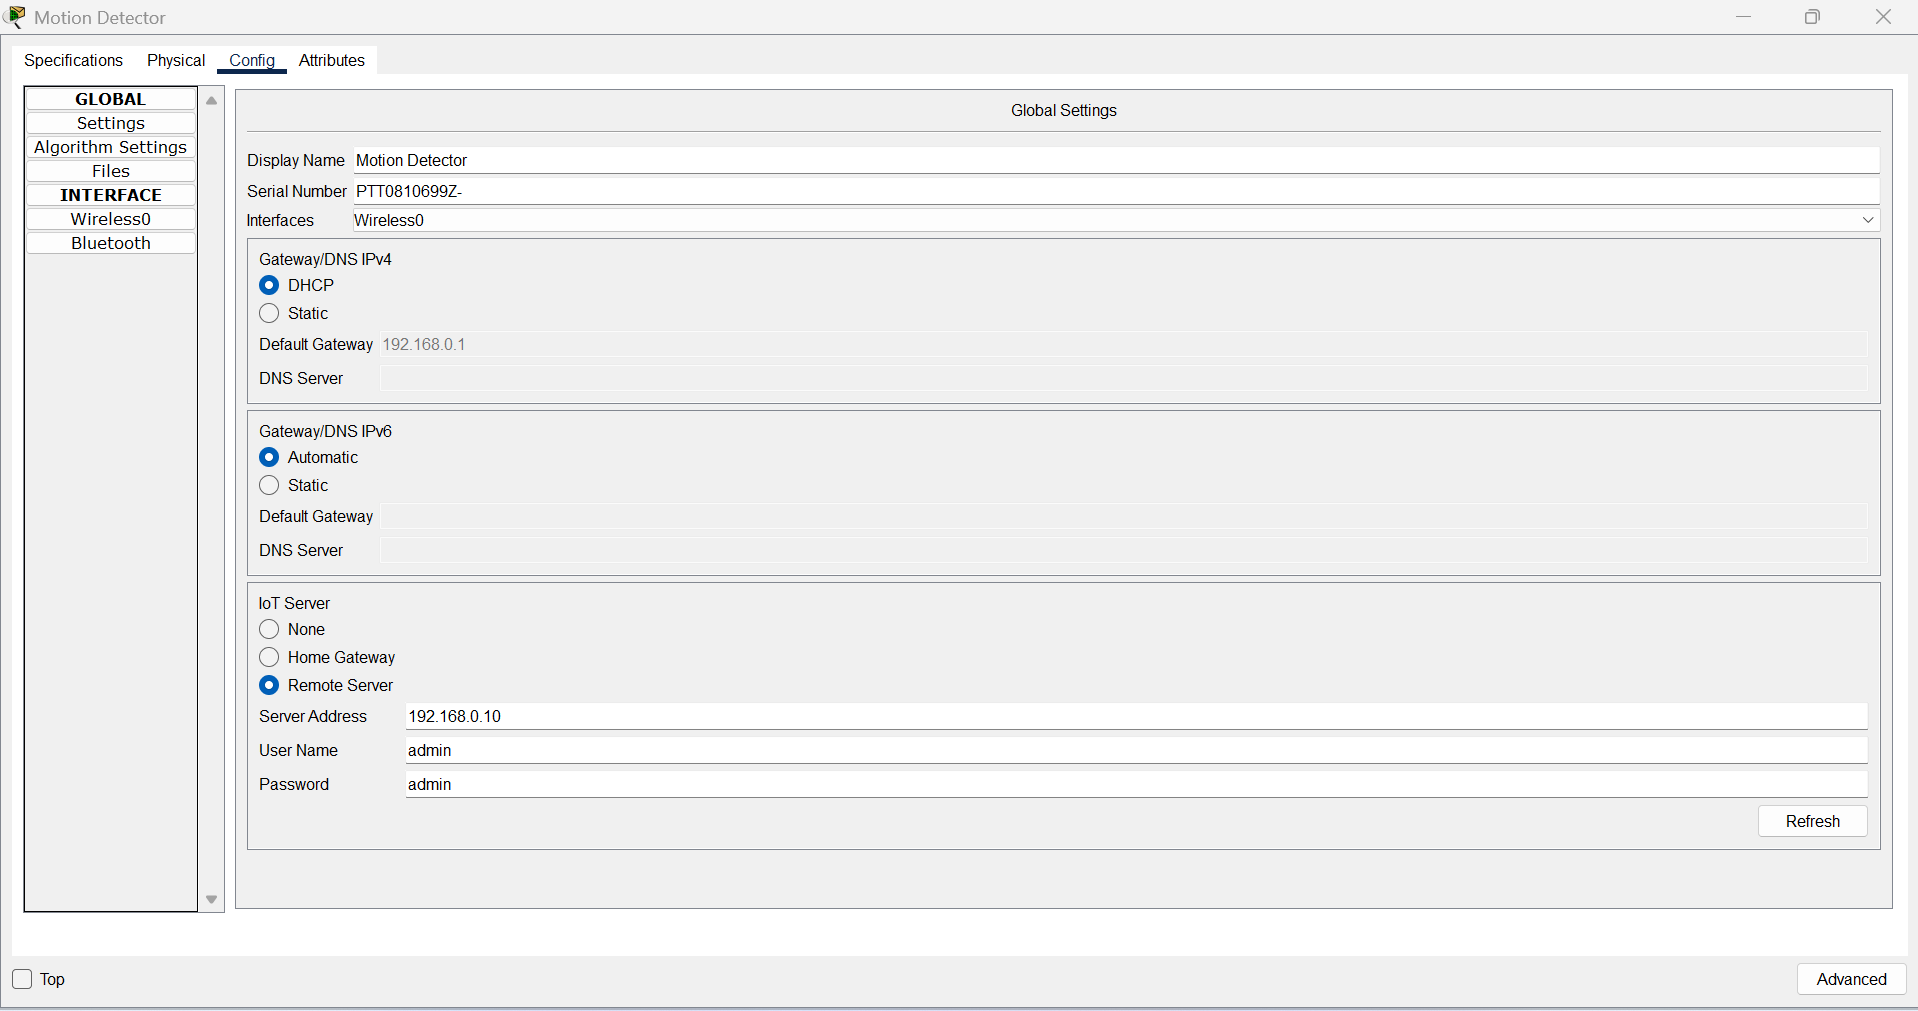 Motion Detector
Specifications Physical Config Attributes
GLOBAL
Settings
Algorithm Settings
Files
INTERFACE
Wireless0
Bluetooth
Global Settings
Display Name Motion Detector
Serial Number PTT0810699Z-
Interfaces Wireless0
Gateway/DNS IPv4
DHCP
Static
Default Gateway 192.168.0.1
DNS Server
Gateway/DNS IPv6
Automatic
Static
Default Gateway
DNS Server
IoT Server
None
Home Gateway
Remote Server
Server Address 192.168.0.10
User Name admin
Password admin
Refresh
Top
Advanced